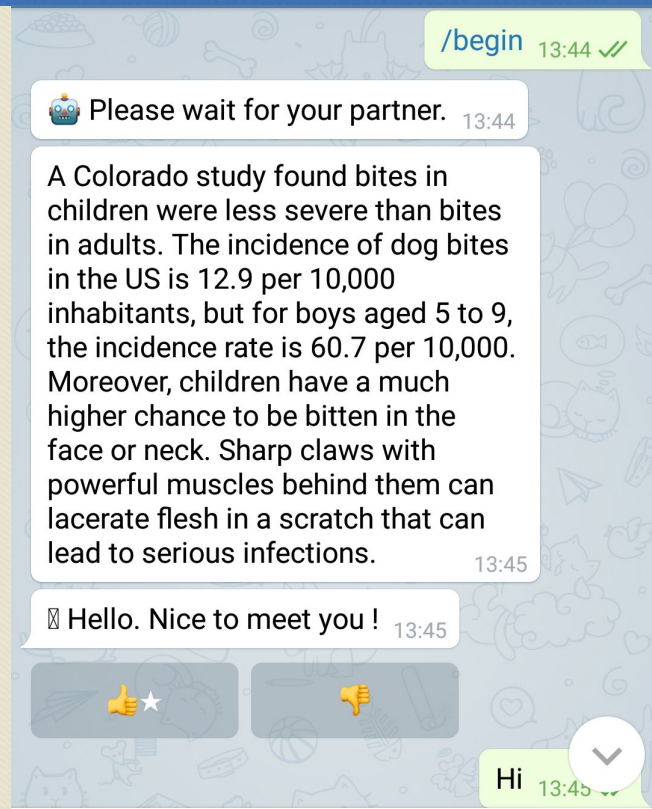 /begin 13:44
🤖 Please wait for your partner. 13:44
A Colorado study found bites in
children were less severe than bites
in adults. The incidence of dog bites
in the US is 12.9 per 10,000
inhabitants, but for boys aged 5 to 9,
the incidence rate is 60.7 per 10,000.
Moreover, children have a much
higher chance to be bitten in the
face or neck. Sharp claws with
powerful muscles behind them can
lacerate flesh in a scratch that can
lead to serious infections. 13:45
Hello. Nice to meet you ! 13:45
Hi 13:45